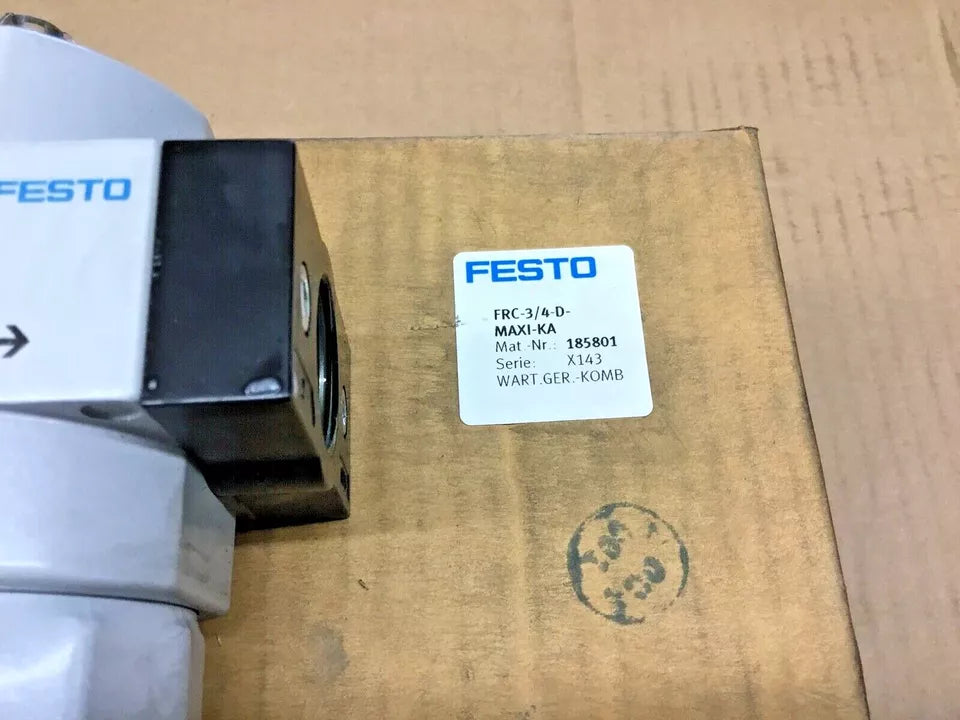 FESTO
FESTO
FRC-3/4-D-
MAXI-KA
Mat.-Nr.: 185801
Serie: X143
WART.GER.-KOMB